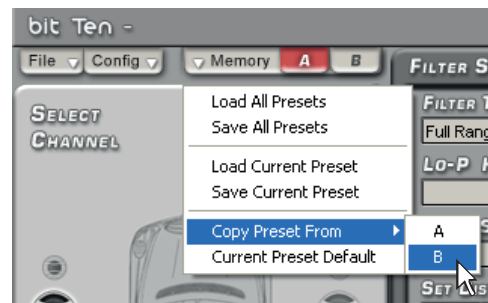 bit Ten -
File Config Memory A B
FILTER S
SELECT CHANNEL
Load All Presets
Save All Presets
Load Current Preset
Save Current Preset
Copy Preset From
Current Preset Default
A
B
FILTER T
Full Rang
LO-P H
SET DIS